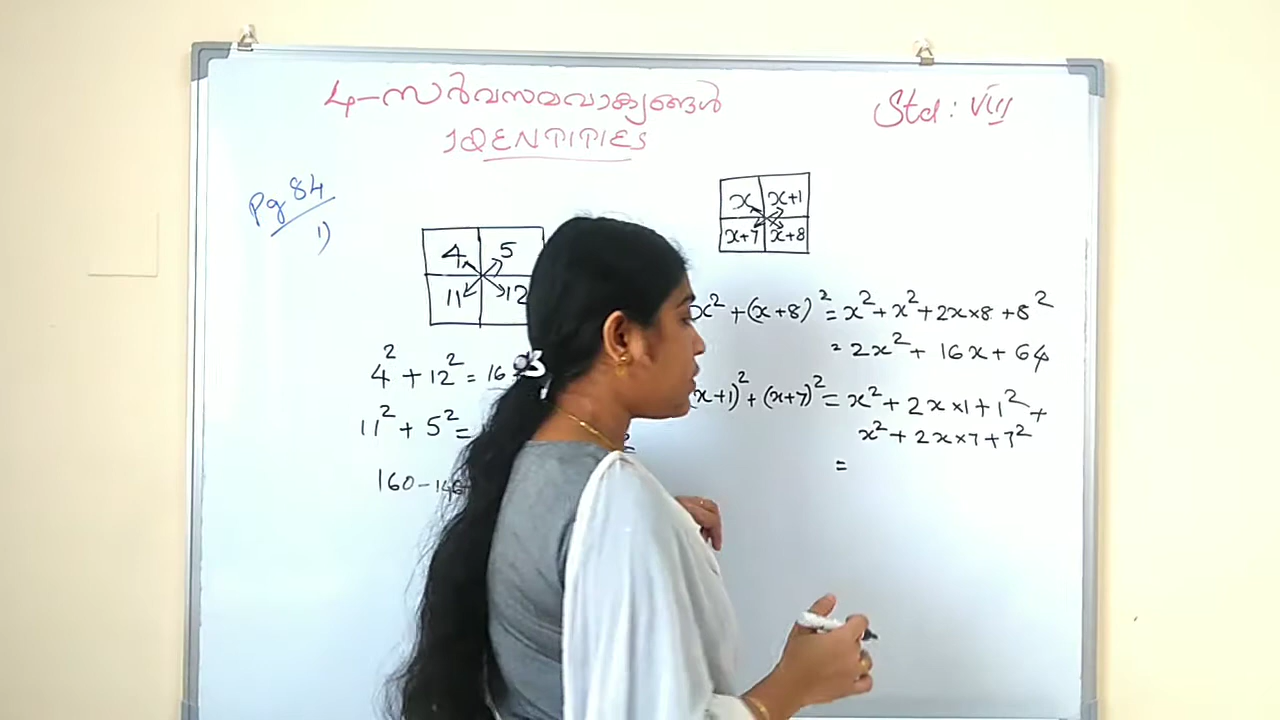 4-സർവസമവാക്യങ്ങൾ
IDENTITIES
Std: VIII
Pg 84
1)
4 5
11 12
4² + 12² = 16
11² + 5² =
160 - 146
x x+1
x+7 x+8
x² + (x+8)² = x² + x² + 2x×8 + 8²
= 2x² + 16x + 64
x+1)² + (x+7)² = x² + 2x×1 + 1² +
x² + 2x×7 + 7²
=